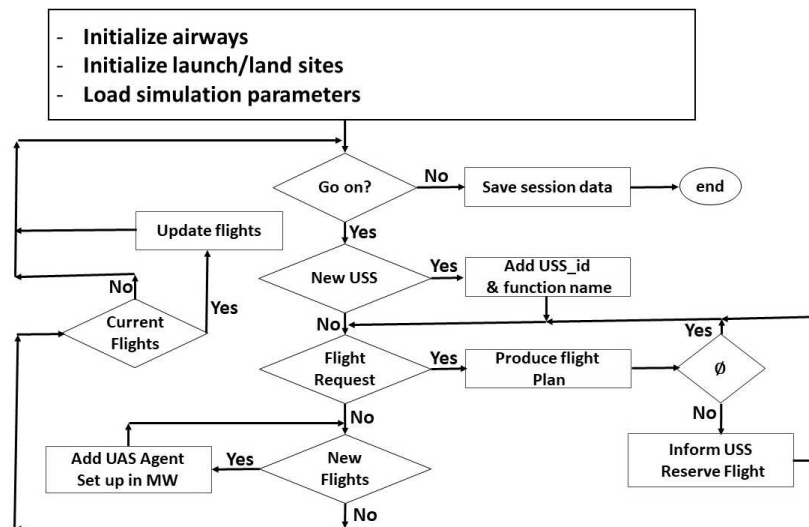 - Initialize airways
- Initialize launch/land sites
- Load simulation parameters
Go on?
No
Save session data
end
Yes
Update flights
New USS
Yes
Add USS_id
& function name
No
Yes
Current
Flights
No
Yes
Flight
Request
Yes
Produce flight
Plan
Ø
No
No
Add UAS Agent
Set up in MW
Yes
New
Flights
Inform USS
Reserve Flight
No